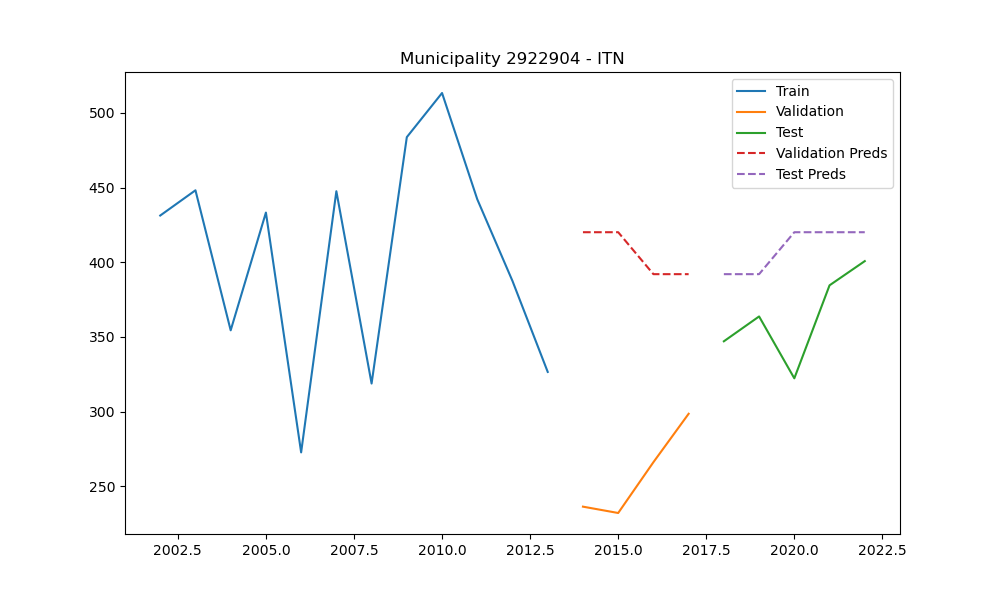 Municipality 2922904 - ITN
Train
Validation
Test
Validation Preds
Test Preds
500
450
400
350
300
250
2002.5 2005.0 2007.5 2010.0 2012.5 2015.0 2017.5 2020.0 2022.5